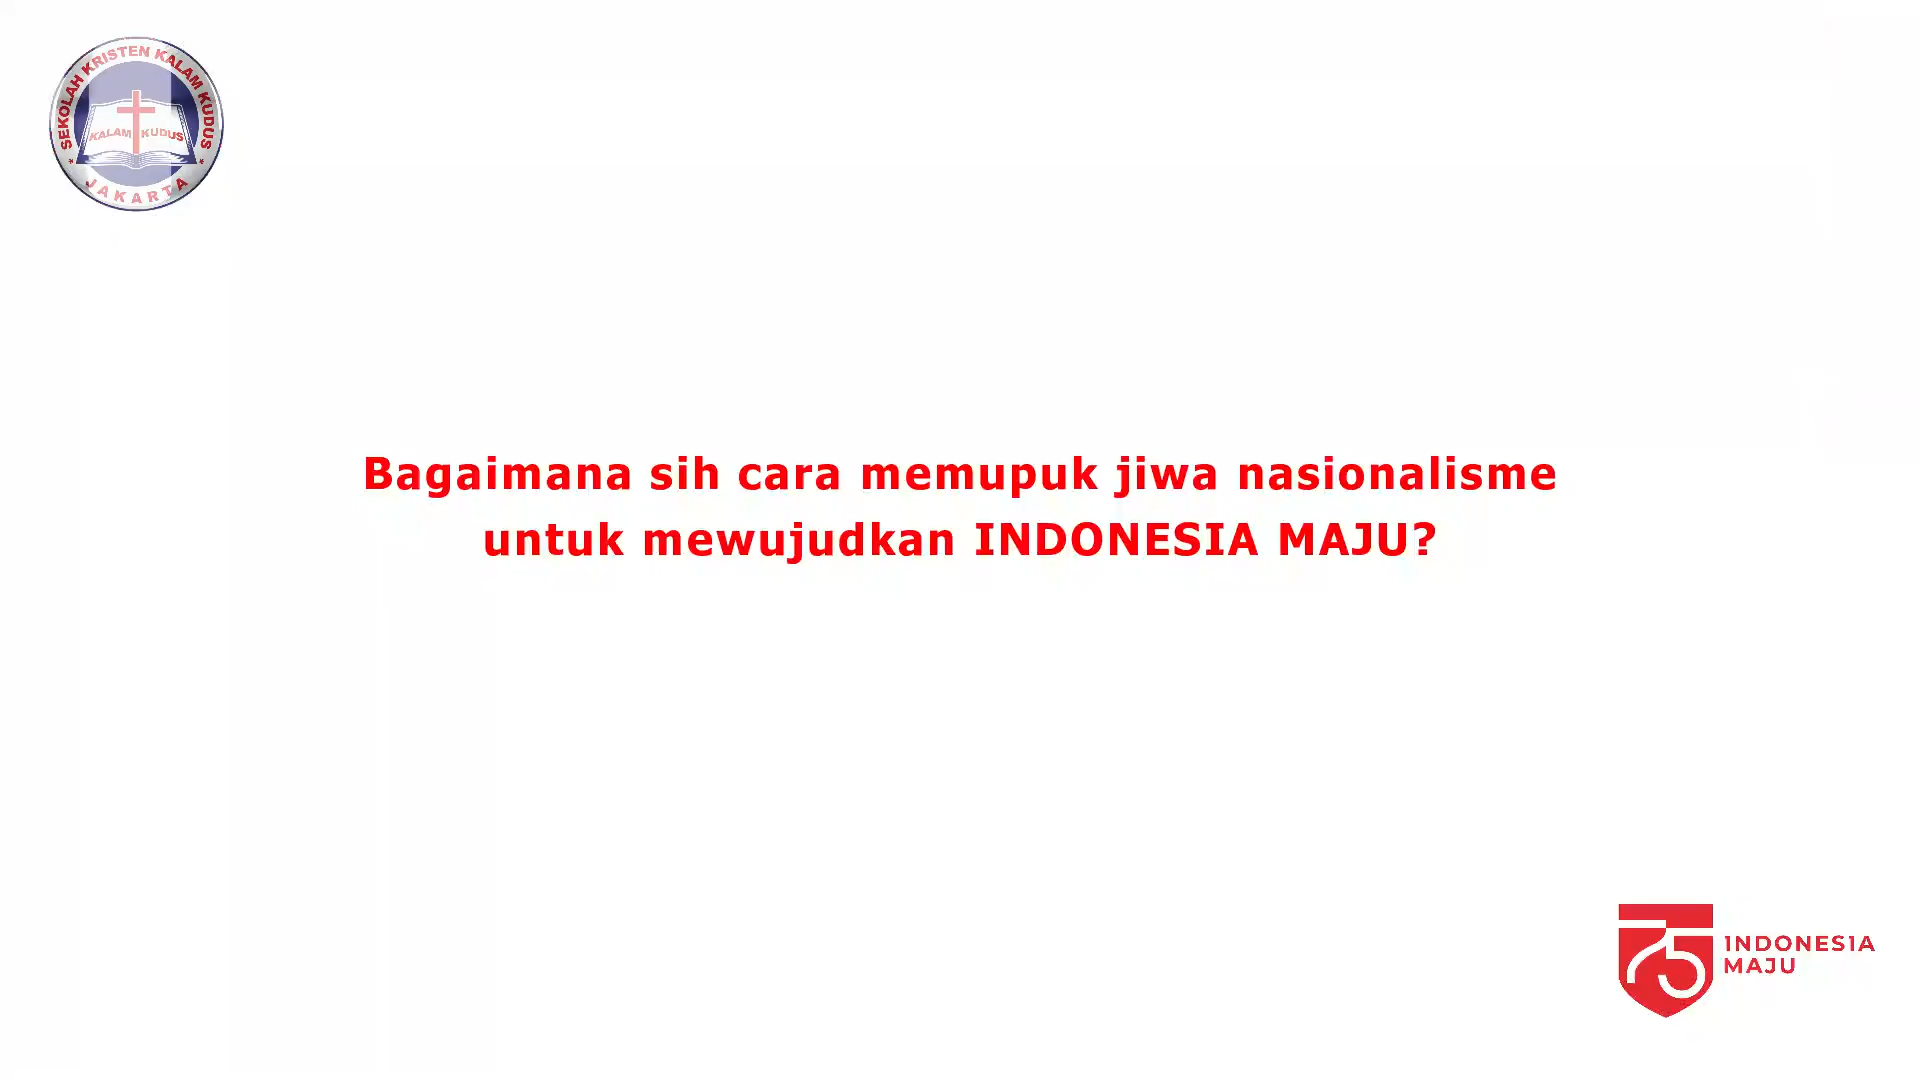 SEKOLAH KRISTEN KALAM KUDUS
KALAM KUDUS
JAKARTA
Bagaimana sih cara memupuk jiwa nasionalisme
untuk mewujudkan INDONESIA MAJU?
75
INDONESIA
MAJU